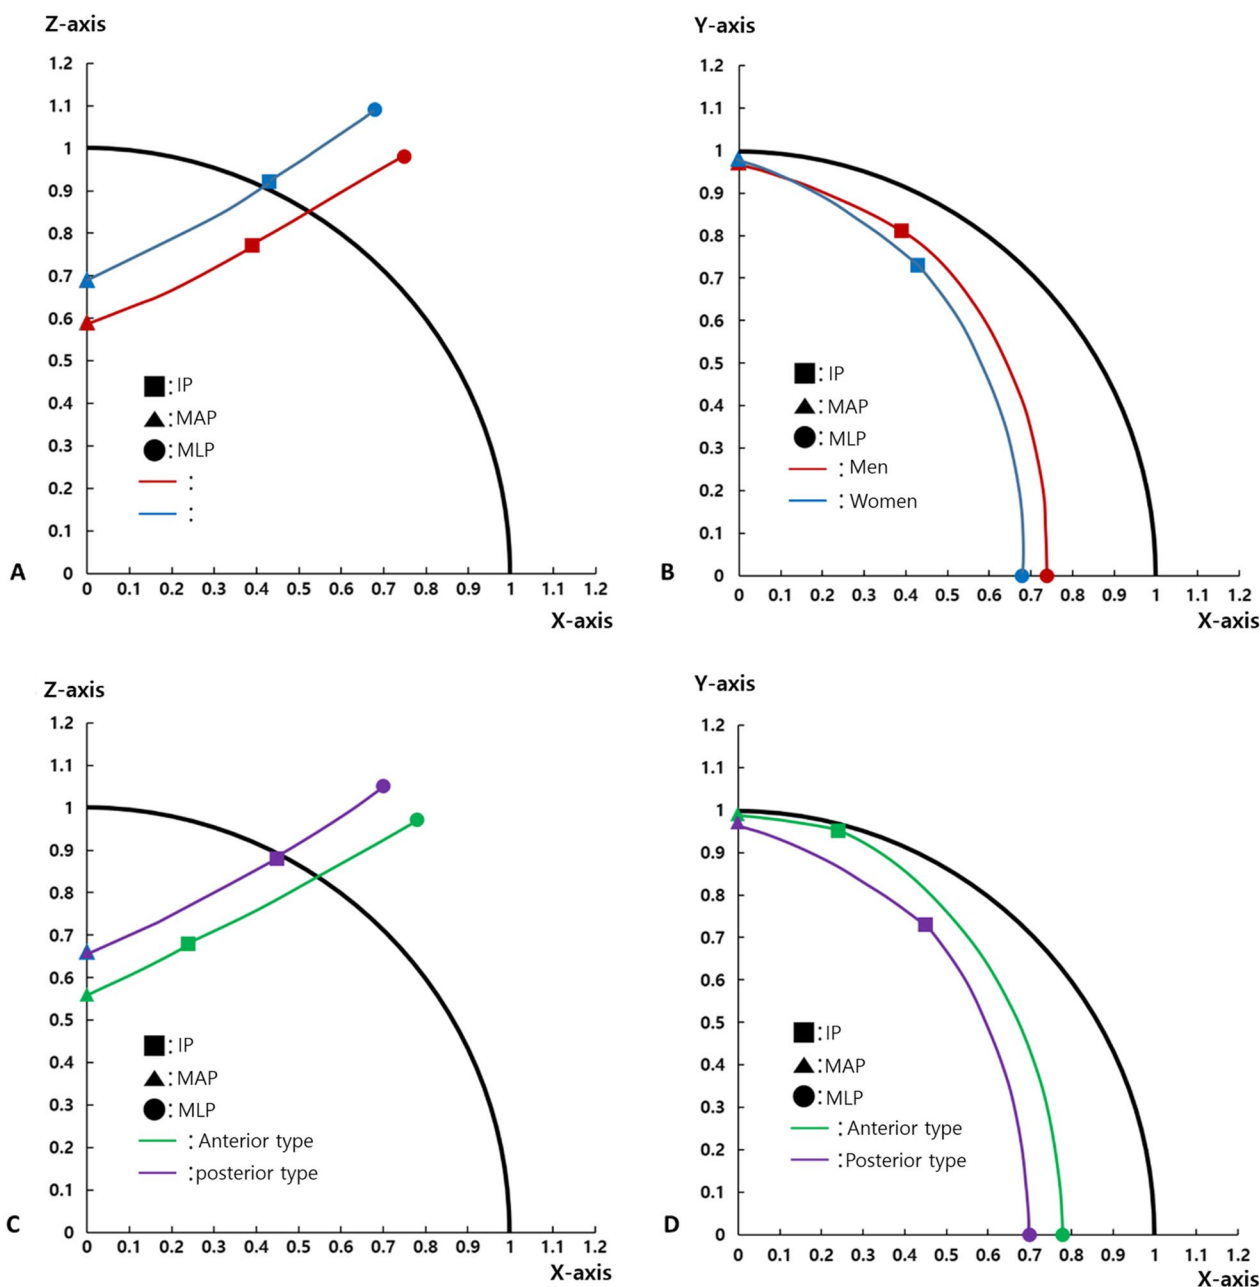 Z-axis
1.2
1.1
1
0.9
0.8
0.7
0.6
0.5
0.4
0.3
0.2
0.1
0
: IP
: MAP
: MLP
:
:
A
0 0.1 0.2 0.3 0.4 0.5 0.6 0.7 0.8 0.9 1 1.1 1.2
X-axis
Y-axis
1.2
1.1
1
0.9
0.8
0.7
0.6
0.5
0.4
0.3
0.2
0.1
0
: IP
: MAP
: MLP
: Men
: Women
B
0 0.1 0.2 0.3 0.4 0.5 0.6 0.7 0.8 0.9 1 1.1 1.2
X-axis
Z-axis
1.2
1.1
1
0.9
0.8
0.7
0.6
0.5
0.4
0.3
0.2
0.1
0
: IP
: MAP
: MLP
: Anterior type
: posterior type
C
0 0.1 0.2 0.3 0.4 0.5 0.6 0.7 0.8 0.9 1 1.1 1.2
X-axis
Y-axis
1.2
1.1
1
0.9
0.8
0.7
0.6
0.5
0.4
0.3
0.2
0.1
0
: IP
: MAP
: MLP
: Anterior type
: Posterior type
D
0 0.1 0.2 0.3 0.4 0.5 0.6 0.7 0.8 0.9 1 1.1 1.2
X-axis